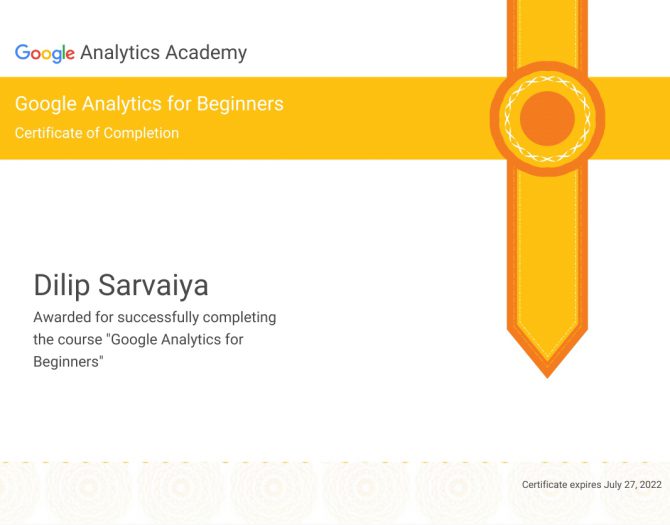 Google Analytics Academy
Google Analytics for Beginners
Certificate of Completion
Dilip Sarvaiya
Awarded for successfully completing
the course "Google Analytics for
Beginners"
Certificate expires July 27, 2022